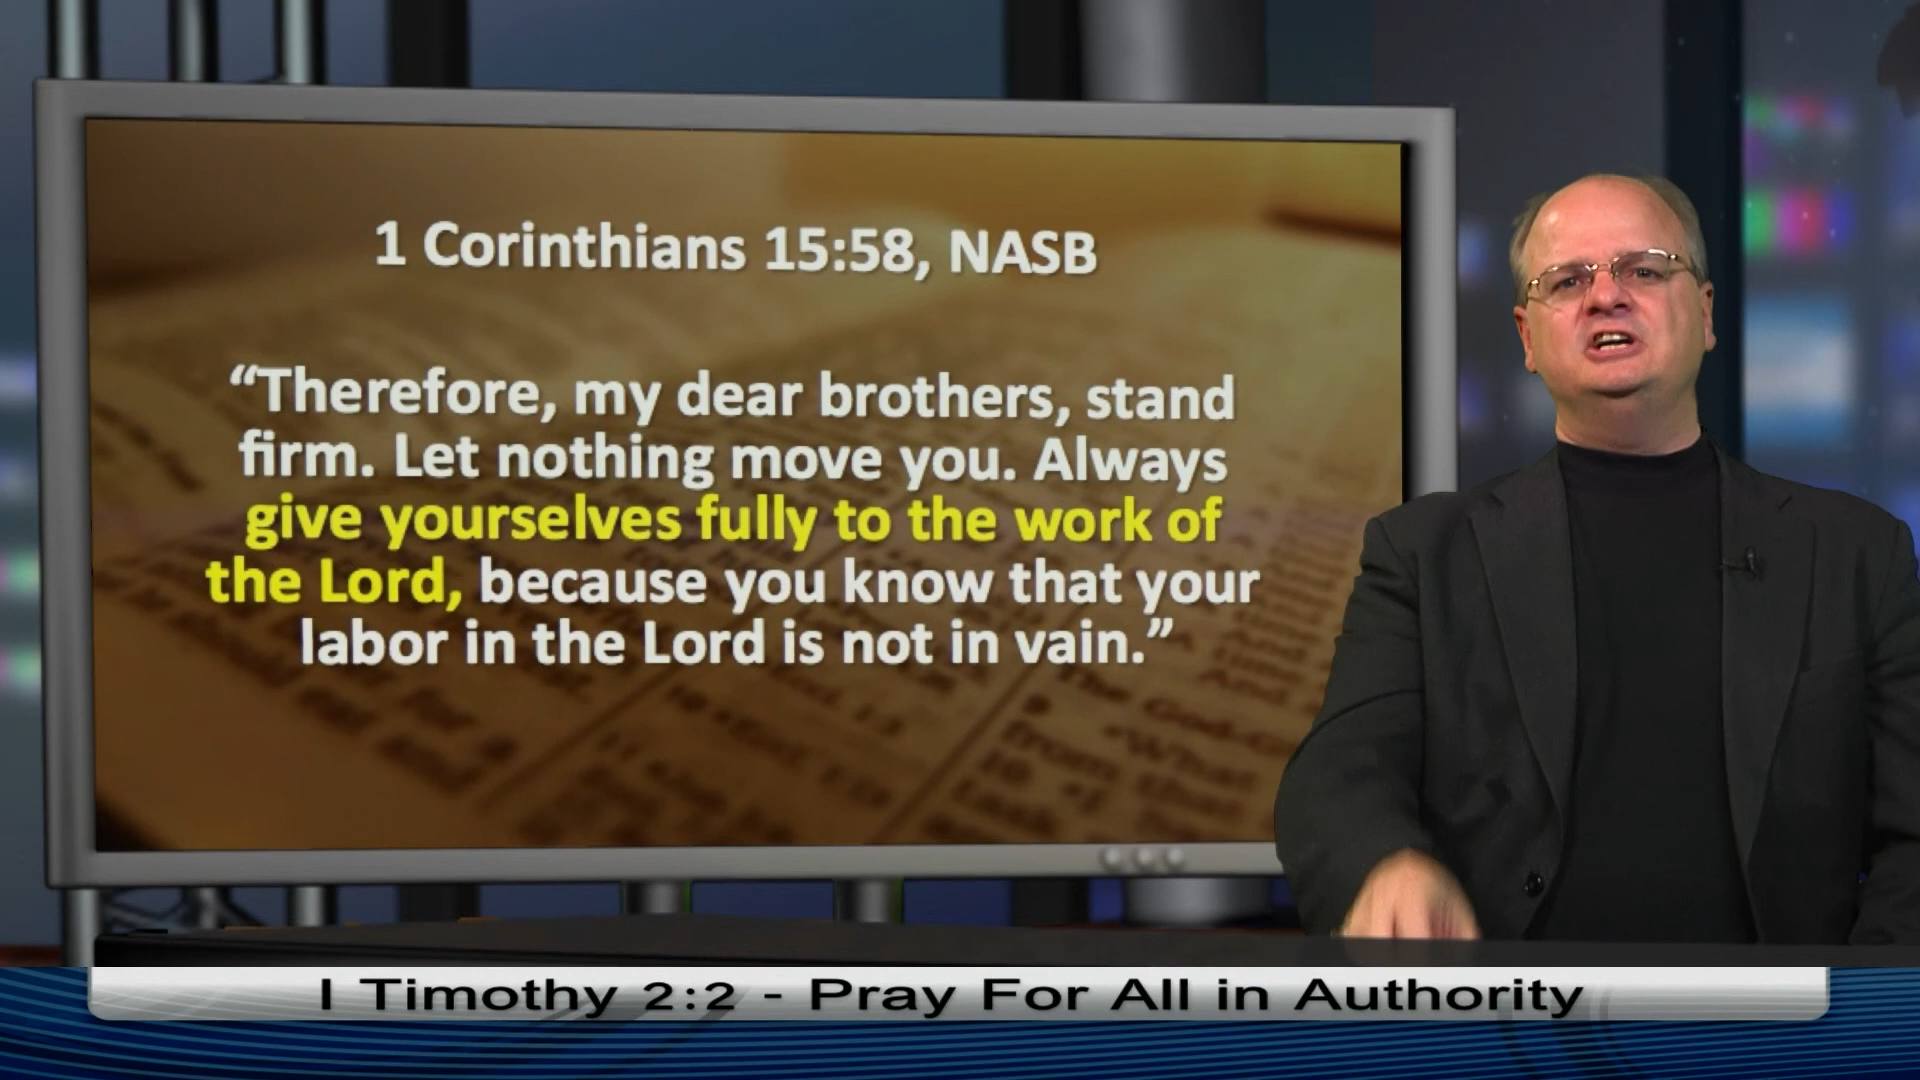 1 Corinthians 15:58, NASB
“Therefore, my dear brothers, stand
firm. Let nothing move you. Always
give yourselves fully to the work of
the Lord, because you know that your
labor in the Lord is not in vain.”
I Timothy 2:2 - Pray For All in Authority